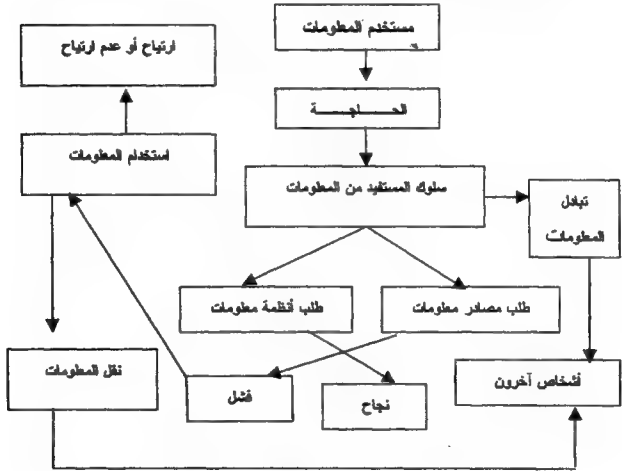 مستخدم المعلومات
ارتياح أو عدم ارتياح
الحـــــاجـــــة
استخدام المعلومات
سلوك المستفيد من المعلومات
تبادل
المعلومات
طلب أنظمة معلومات
طلب مصادر معلومات
نقل المعلومات
فشل
نجاح
أشخاص آخرون